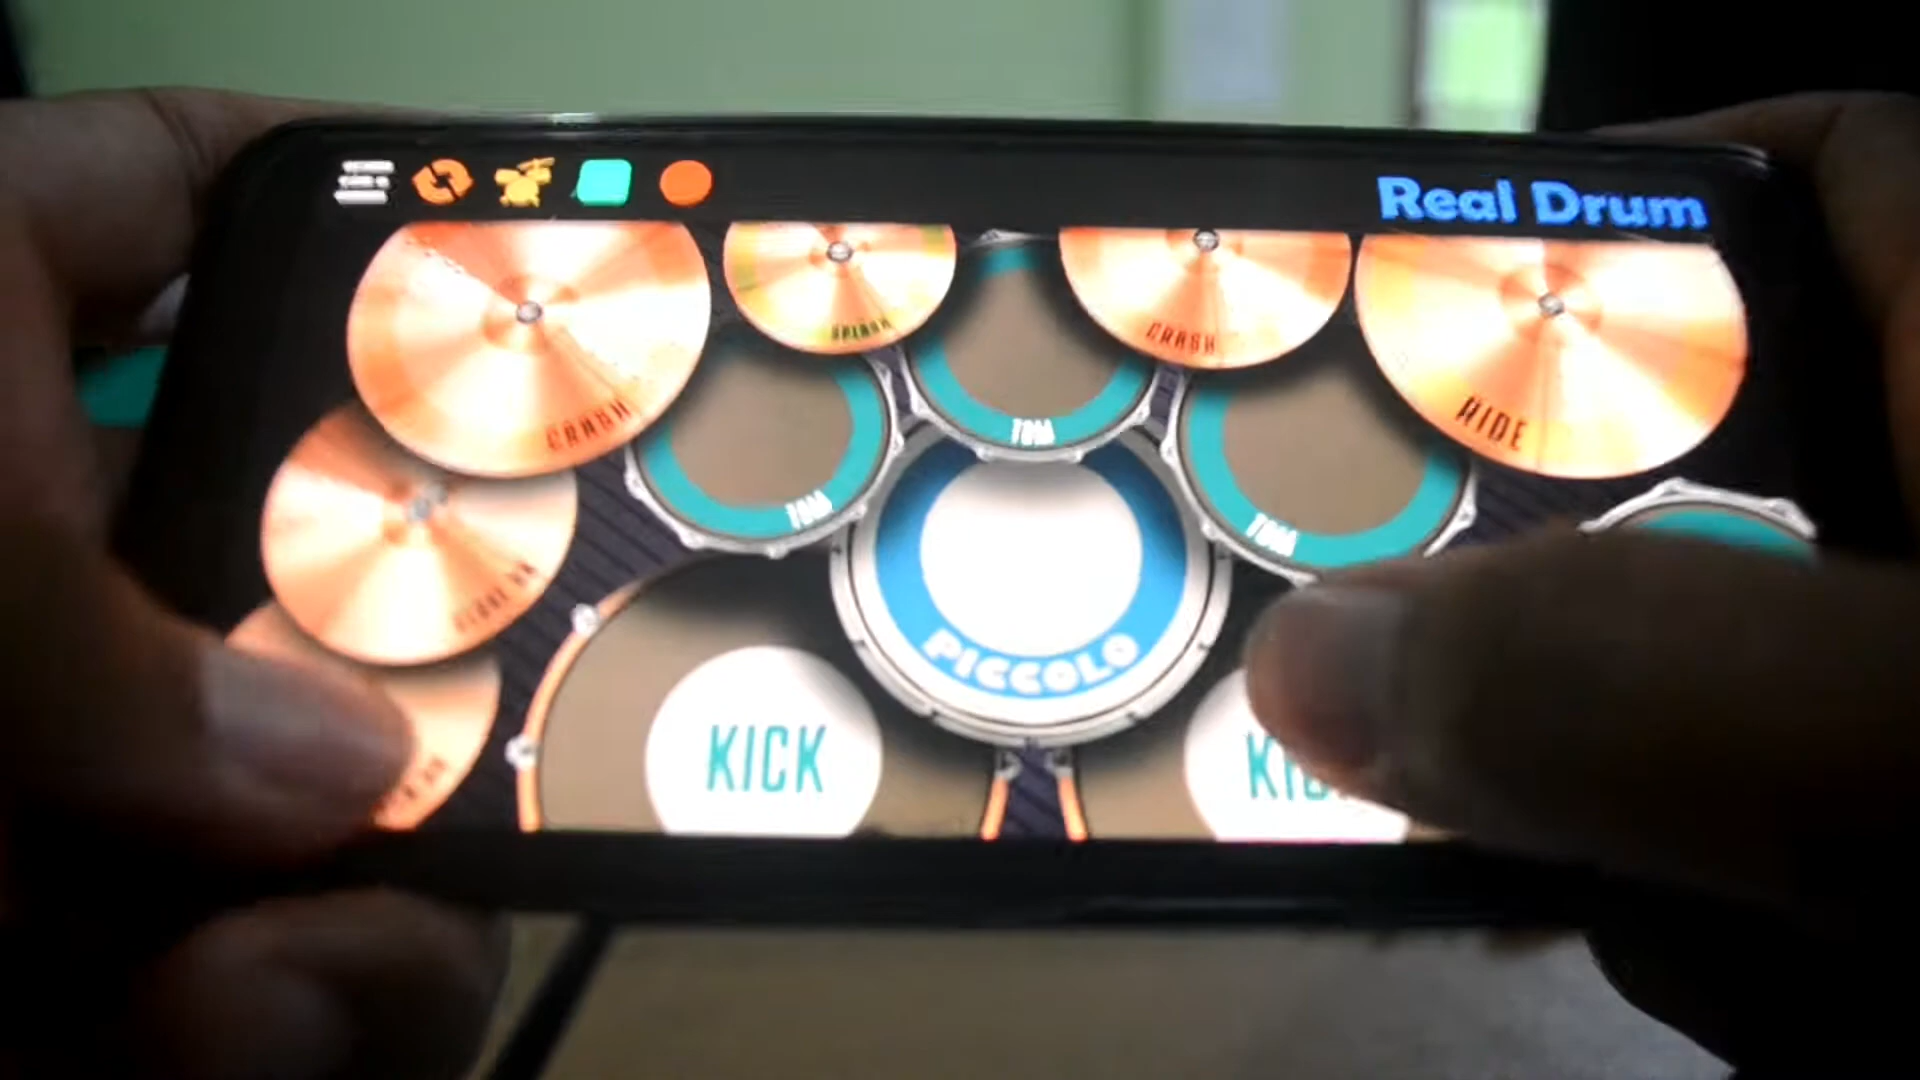 Real Drum
SPLASH
CRASH
CRASH
RIDE
TOM
TOM
TOM
PICCOLO
KICK